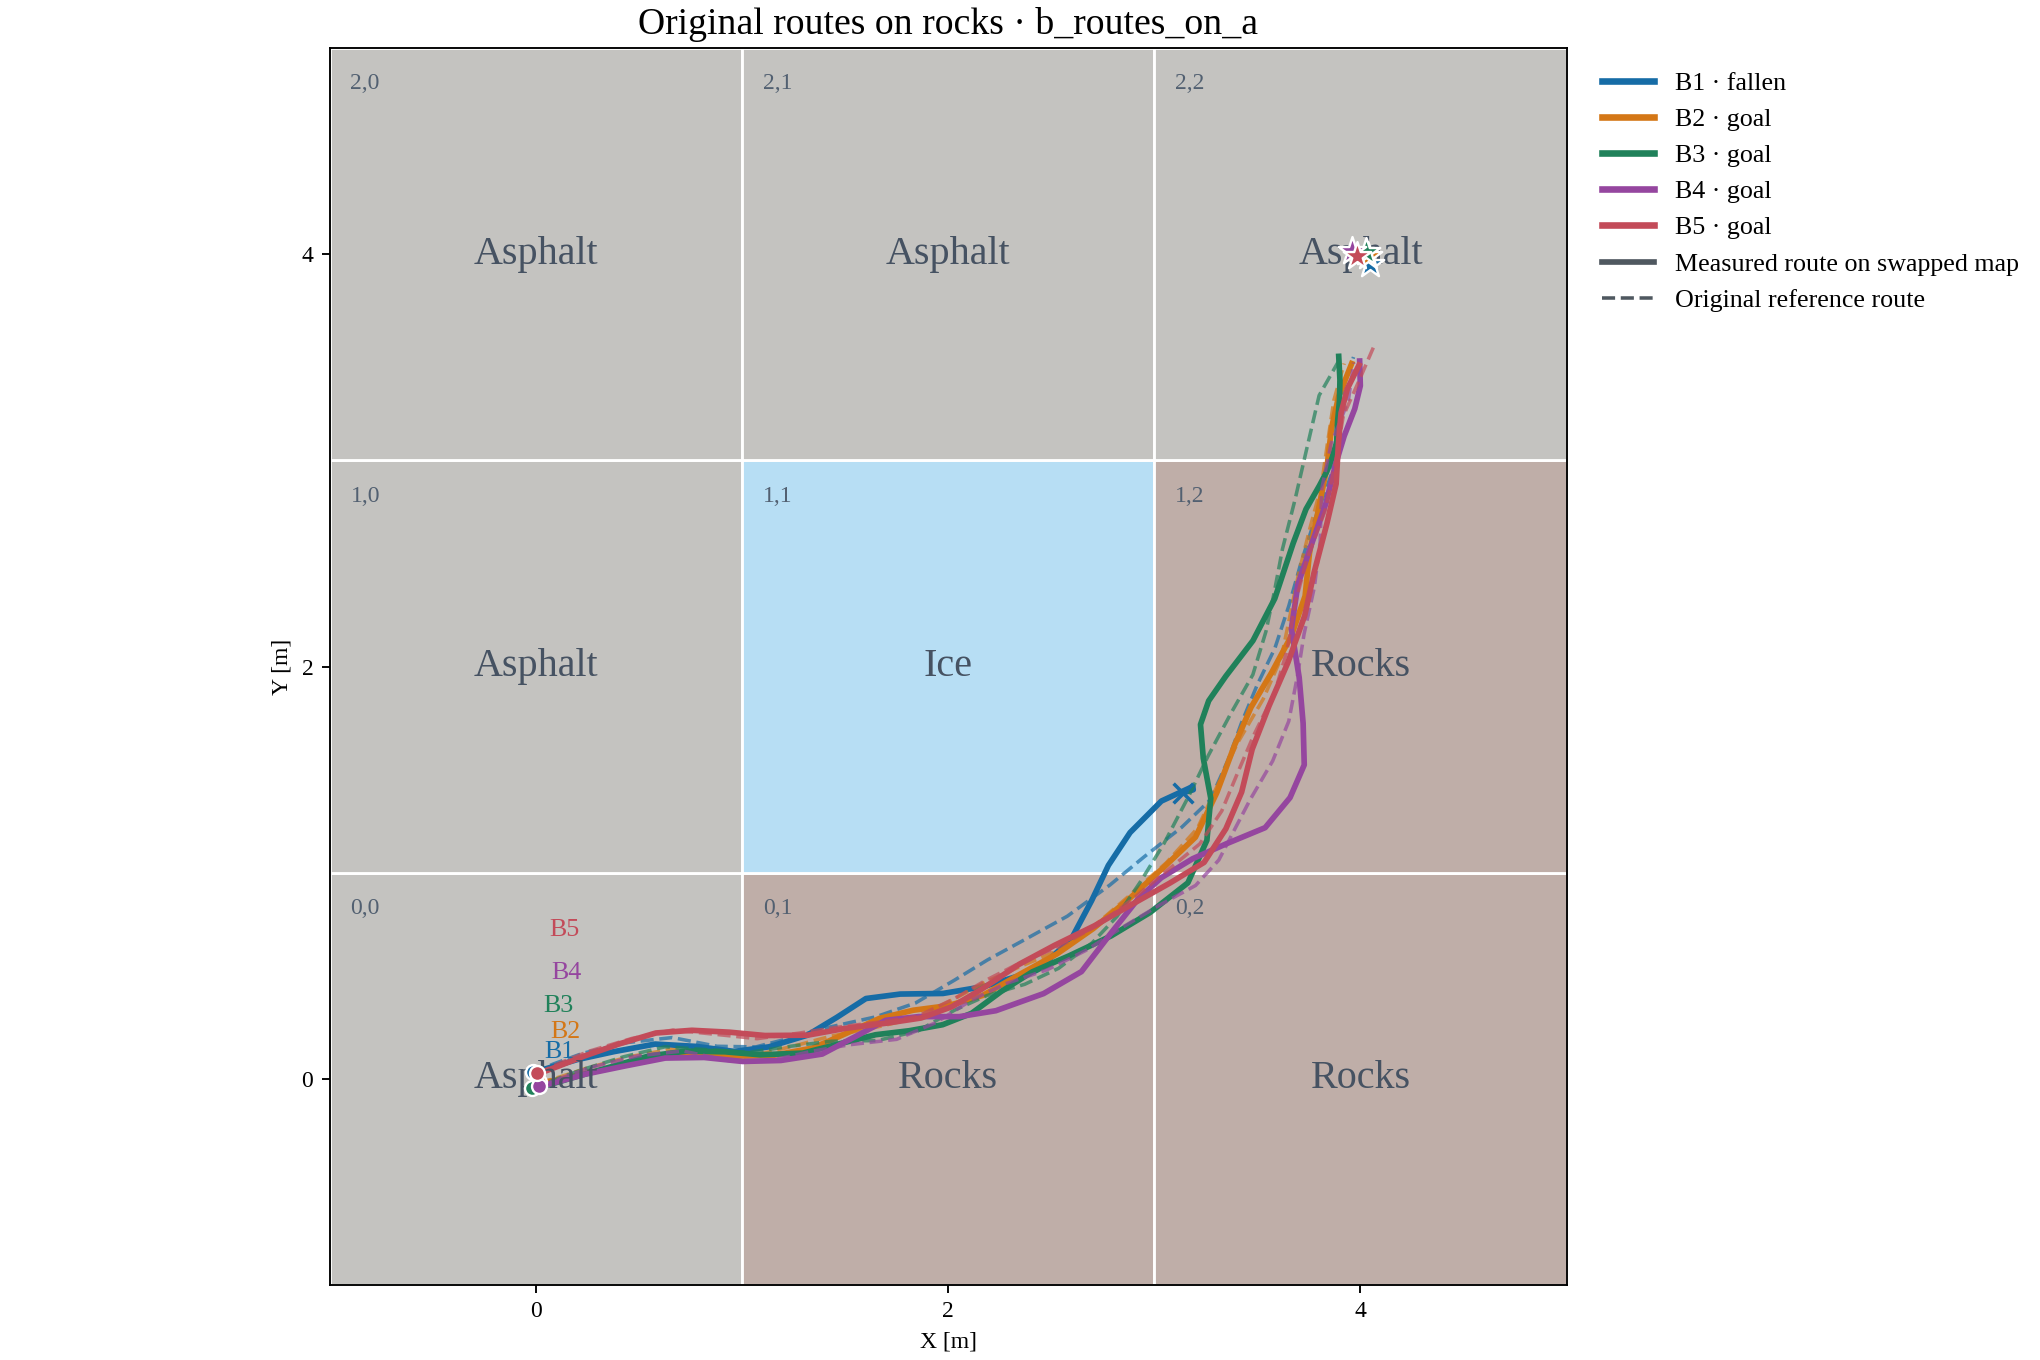 Original routes on rocks · b_routes_on_a
B1 · fallen
B2 · goal
B3 · goal
B4 · goal
B5 · goal
Measured route on swapped map
Original reference route
2,0
2,1
2,2
Asphalt
Asphalt
Asphalt
1,0
1,1
1,2
Asphalt
Ice
Rocks
0,0
0,1
0,2
B5
B4
B3
B2
B1
Asphalt
Rocks
Rocks
4
2
0
Y [m]
0
2
4
X [m]